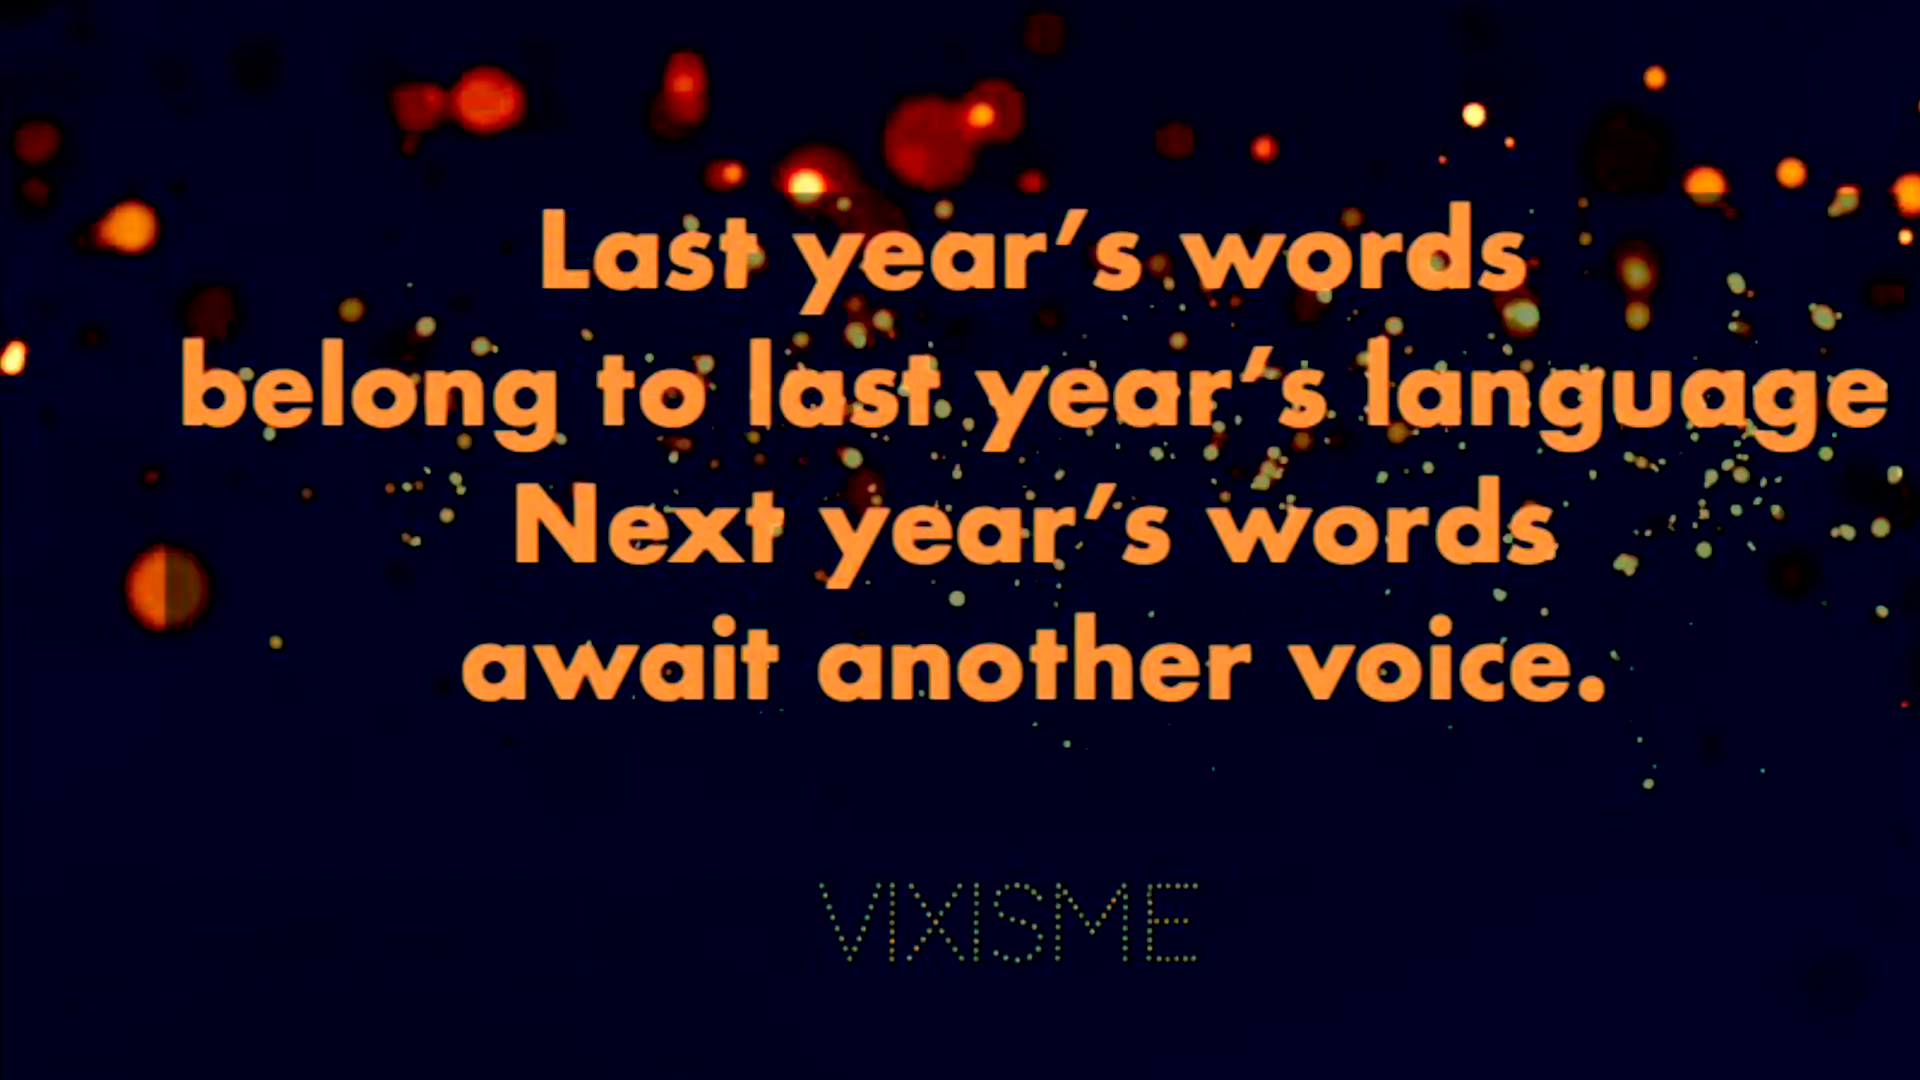 Last year’s words
belong to last year‘s language
Next year’s words
await another voice.
VIXISME